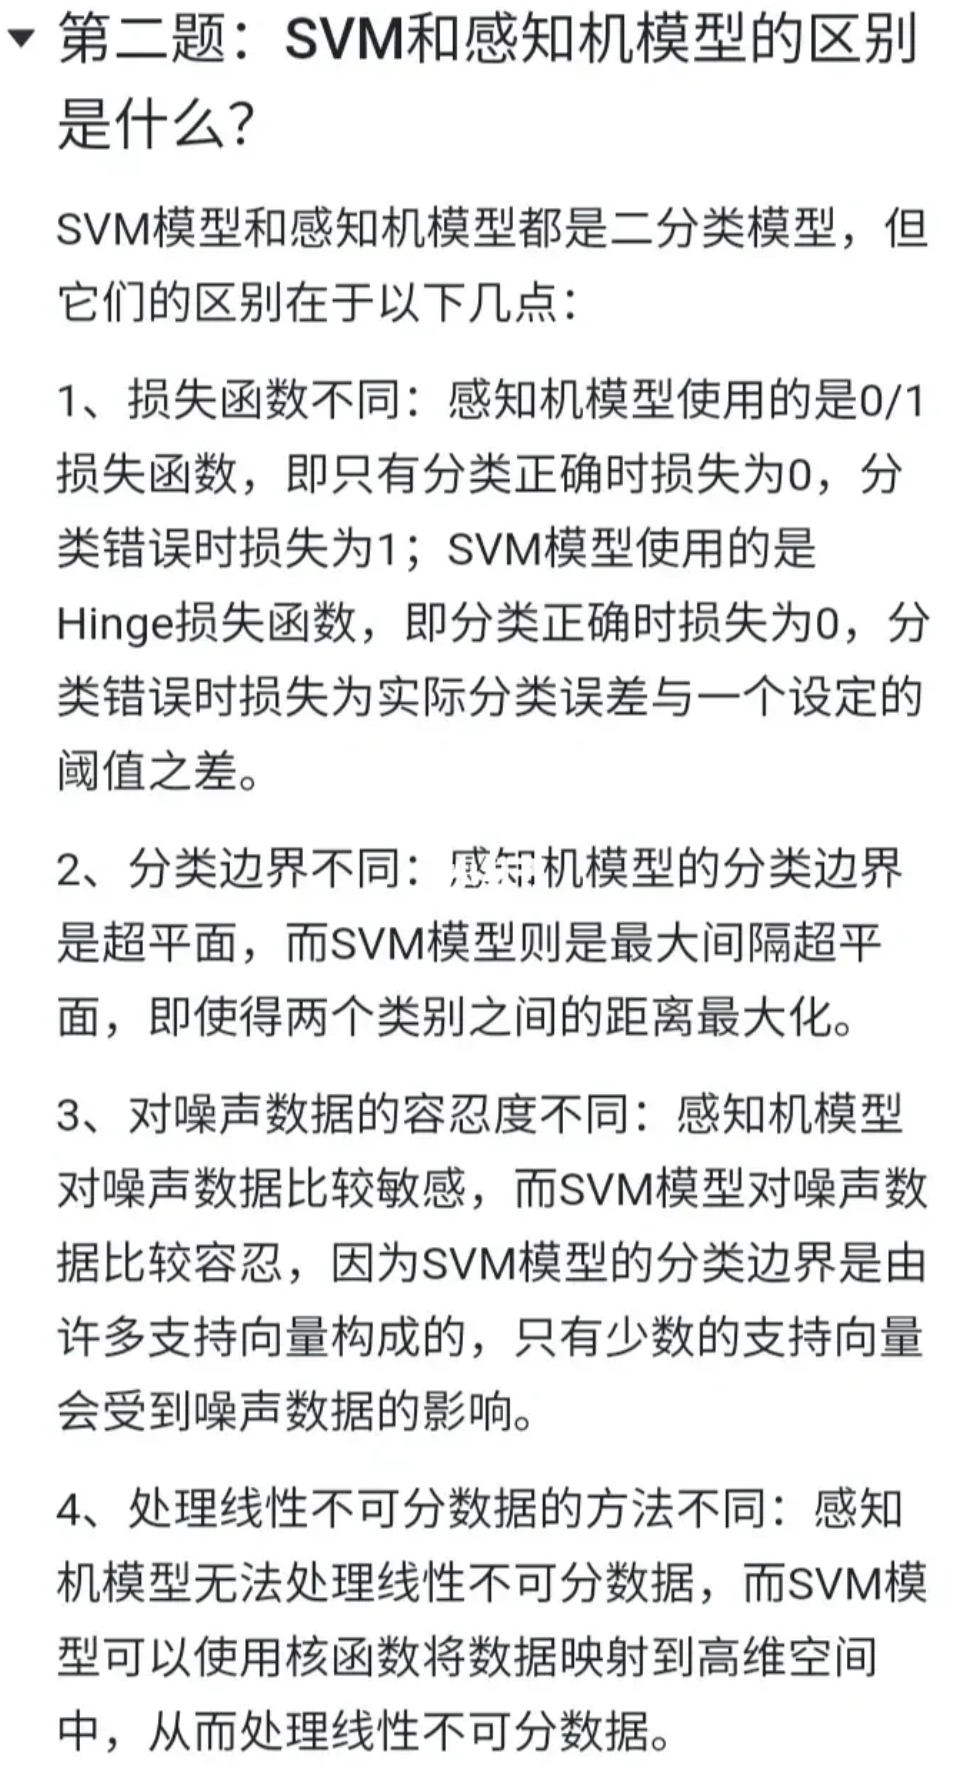 第二题：SVM和感知机模型的区别
是什么？
SVM模型和感知机模型都是二分类模型，但
它们的区别在于以下几点：
1、损失函数不同：感知机模型使用的是0/1
损失函数，即只有分类正确时损失为0，分
类错误时损失为1；SVM模型使用的是
Hinge损失函数，即分类正确时损失为0，分
类错误时损失为实际分类误差与一个设定的
阈值之差。
2、分类边界不同：感知机模型的分类边界
是超平面，而SVM模型则是最大间隔超平
面，即使得两个类别之间的距离最大化。
3、对噪声数据的容忍度不同：感知机模型
对噪声数据比较敏感，而SVM模型对噪声数
据比较容忍，因为SVM模型的分类边界是由
许多支持向量构成的，只有少数的支持向量
会受到噪声数据的影响。
4、处理线性不可分数据的方法不同：感知
机模型无法处理线性不可分数据，而SVM模
型可以使用核函数将数据映射到高维空间
中，从而处理线性不可分数据。